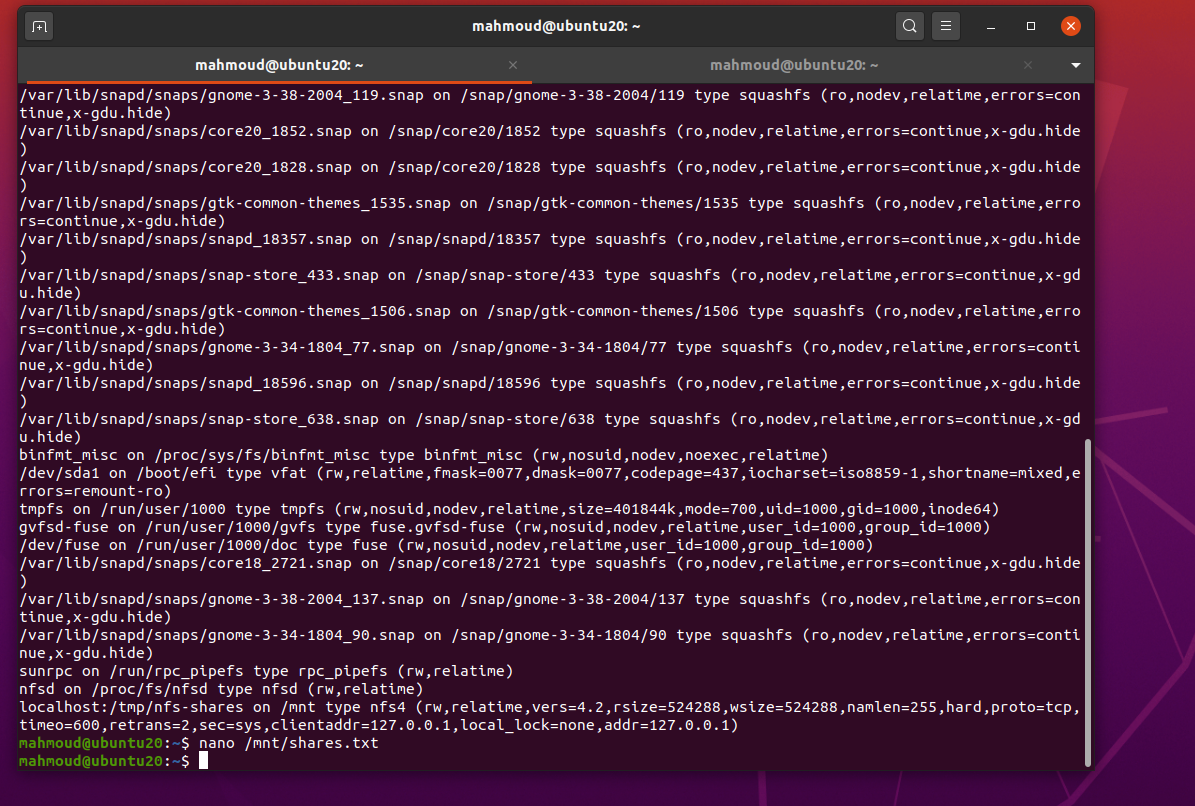 mahmoud@ubuntu20: ~
mahmoud@ubuntu20: ~
mahmoud@ubuntu20: ~
/var/lib/snapd/snaps/gnome-3-38-2004_119.snap on /snap/gnome-3-38-2004/119 type squashfs (ro,nodev,relatime,errors=con
tinue,x-gdu.hide)
/var/lib/snapd/snaps/core20_1852.snap on /snap/core20/1852 type squashfs (ro,nodev,relatime,errors=continue,x-gdu.hide
)
/var/lib/snapd/snaps/core20_1828.snap on /snap/core20/1828 type squashfs (ro,nodev,relatime,errors=continue,x-gdu.hide
)
/var/lib/snapd/snaps/gtk-common-themes_1535.snap on /snap/gtk-common-themes/1535 type squashfs (ro,nodev,relatime,erro
rs=continue,x-gdu.hide)
/var/lib/snapd/snaps/snapd_18357.snap on /snap/snapd/18357 type squashfs (ro,nodev,relatime,errors=continue,x-gdu.hide
)
/var/lib/snapd/snaps/snap-store_433.snap on /snap/snap-store/433 type squashfs (ro,nodev,relatime,errors=continue,x-gd
u.hide)
/var/lib/snapd/snaps/gtk-common-themes_1506.snap on /snap/gtk-common-themes/1506 type squashfs (ro,nodev,relatime,erro
rs=continue,x-gdu.hide)
/var/lib/snapd/snaps/gnome-3-34-1804_77.snap on /snap/gnome-3-34-1804/77 type squashfs (ro,nodev,relatime,errors=conti
nue,x-gdu.hide)
/var/lib/snapd/snaps/snapd_18596.snap on /snap/snapd/18596 type squashfs (ro,nodev,relatime,errors=continue,x-gdu.hide
)
/var/lib/snapd/snaps/snap-store_638.snap on /snap/snap-store/638 type squashfs (ro,nodev,relatime,errors=continue,x-gd
u.hide)
binfmt_misc on /proc/sys/fs/binfmt_misc type binfmt_misc (rw,nosuid,nodev,noexec,relatime)
/dev/sda1 on /boot/efi type vfat (rw,relatime,fmask=0077,dmask=0077,codepage=437,iocharset=iso8859-1,shortname=mixed,e
rrors=remount-ro)
tmpfs on /run/user/1000 type tmpfs (rw,nosuid,nodev,relatime,size=401844k,mode=700,uid=1000,gid=1000,inode64)
gvfsd-fuse on /run/user/1000/gvfs type fuse.gvfsd-fuse (rw,nosuid,nodev,relatime,user_id=1000,group_id=1000)
/dev/fuse on /run/user/1000/doc type fuse (rw,nosuid,nodev,relatime,user_id=1000,group_id=1000)
/var/lib/snapd/snaps/core18_2721.snap on /snap/core18/2721 type squashfs (ro,nodev,relatime,errors=continue,x-gdu.hide
)
/var/lib/snapd/snaps/gnome-3-38-2004_137.snap on /snap/gnome-3-38-2004/137 type squashfs (ro,nodev,relatime,errors=con
tinue,x-gdu.hide)
/var/lib/snapd/snaps/gnome-3-34-1804_90.snap on /snap/gnome-3-34-1804/90 type squashfs (ro,nodev,relatime,errors=conti
nue,x-gdu.hide)
sunrpc on /run/rpc_pipefs type rpc_pipefs (rw,relatime)
nfsd on /proc/fs/nfsd type nfsd (rw,relatime)
localhost:/tmp/nfs-shares on /mnt type nfs4 (rw,relatime,vers=4.2,rsize=524288,wsize=524288,namlen=255,hard,proto=tcp,
timeo=600,retrans=2,sec=sys,clientaddr=127.0.0.1,local_lock=none,addr=127.0.0.1)
mahmoud@ubuntu20:~$ nano /mnt/shares.txt
mahmoud@ubuntu20:~$